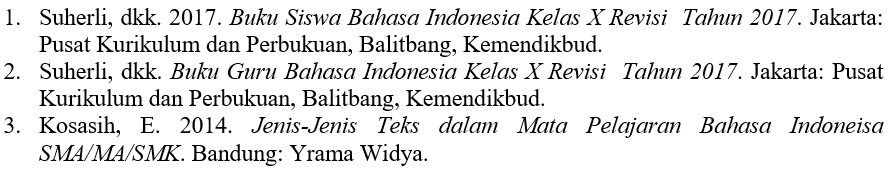 1. Suherli, dkk. 2017. Buku Siswa Bahasa Indonesia Kelas X Revisi Tahun 2017. Jakarta:
Pusat Kurikulum dan Perbukuan, Balitbang, Kemendikbud.
2. Suherli, dkk. Buku Guru Bahasa Indonesia Kelas X Revisi Tahun 2017. Jakarta: Pusat
Kurikulum dan Perbukuan, Balitbang, Kemendikbud.
3. Kosasih, E. 2014. Jenis-Jenis Teks dalam Mata Pelajaran Bahasa Indoneisa
SMA/MA/SMK. Bandung: Yrama Widya.